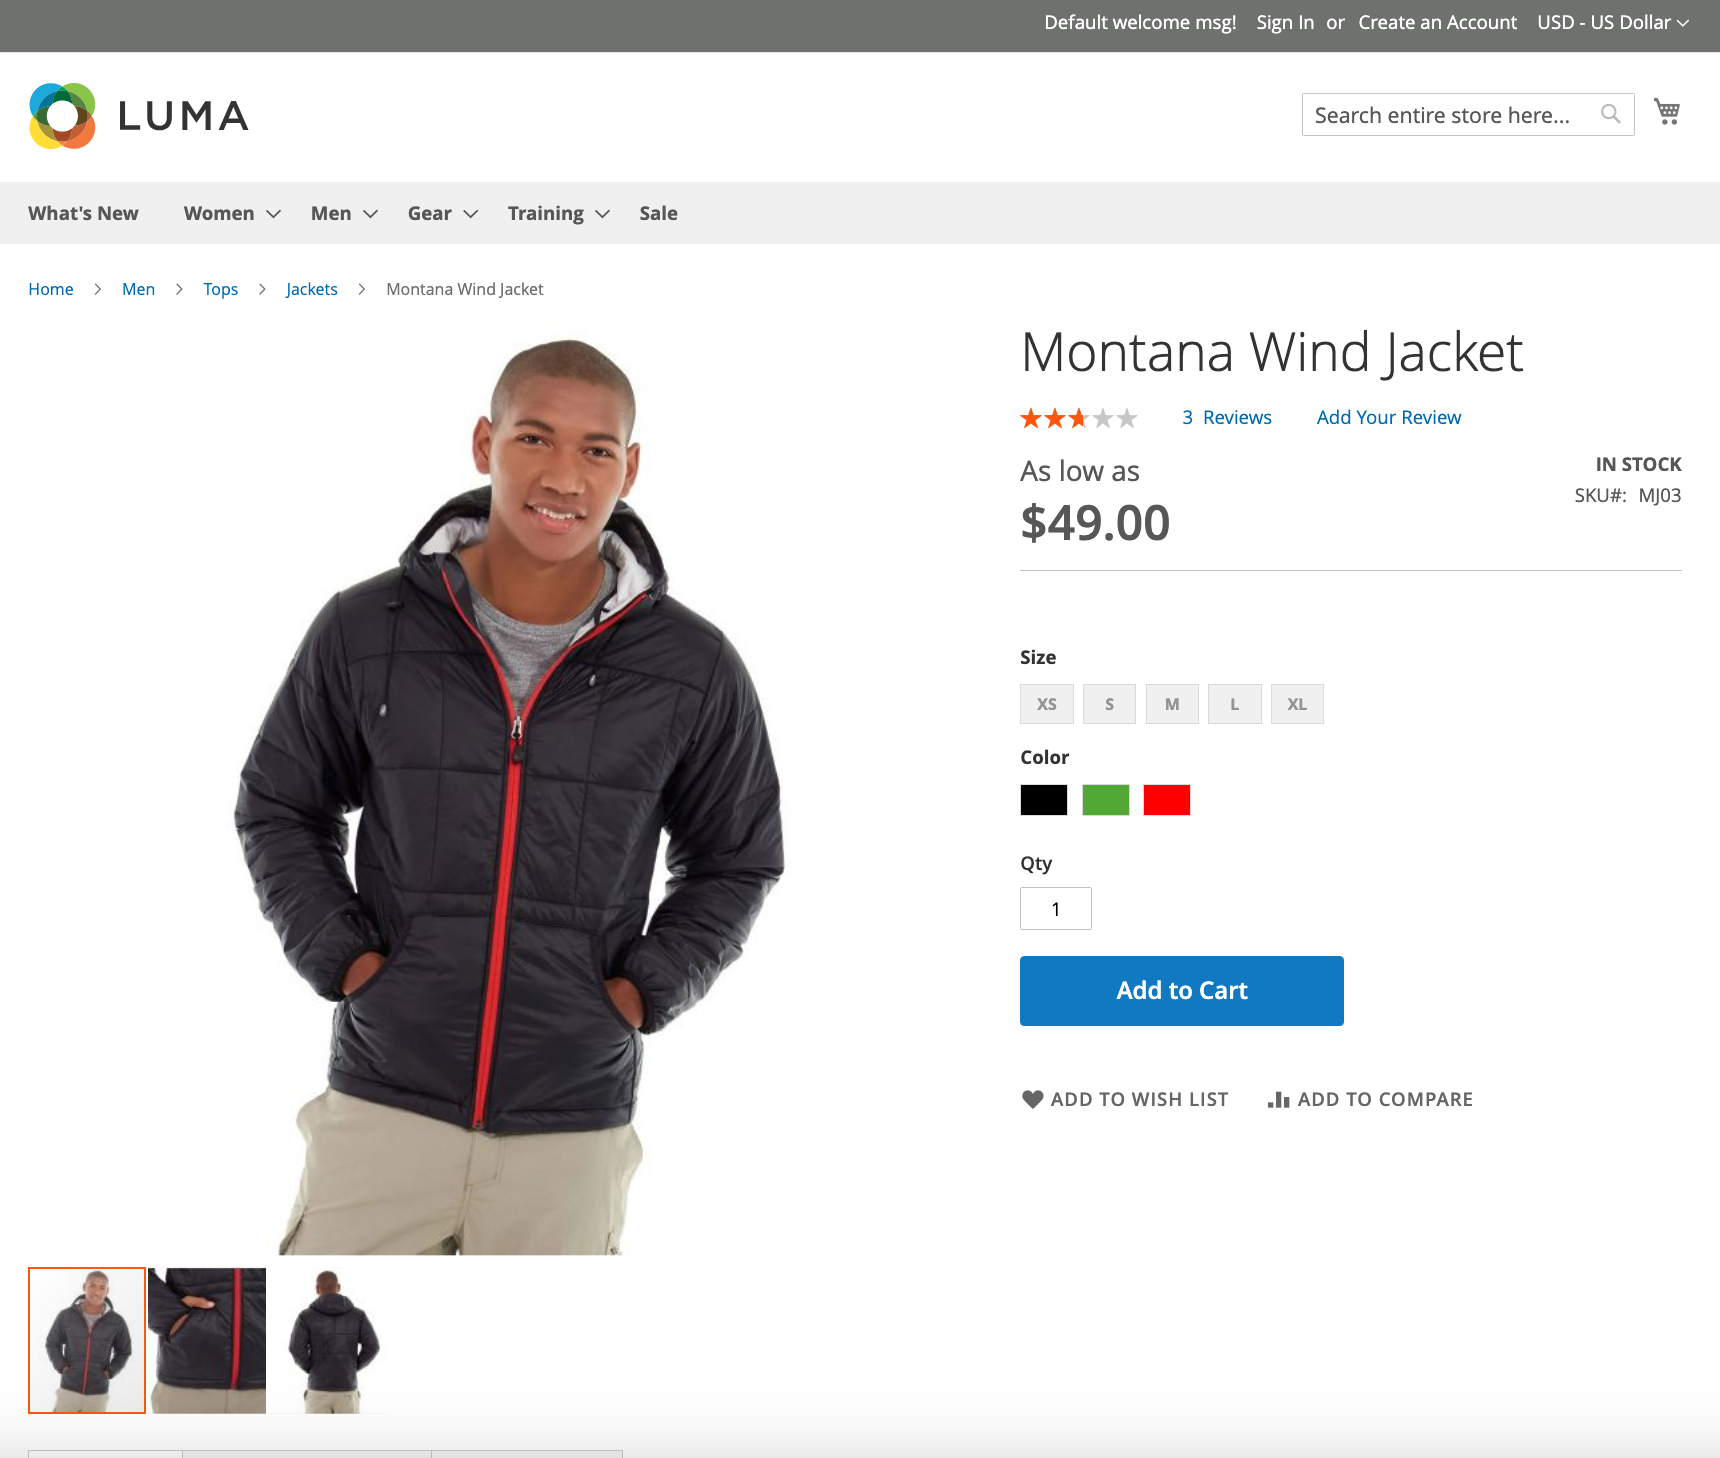 Default welcome msg! Sign In or Create an Account USD - US Dollar
LUMA
Search entire store here...
What's New Women Men Gear Training Sale
Home Men Tops Jackets Montana Wind Jacket
Montana Wind Jacket
3 Reviews Add Your Review
As low as
$49.00
IN STOCK
SKU#: MJ03
Size
XS S M L XL
Color
Qty
1
Add to Cart
ADD TO WISH LIST ADD TO COMPARE